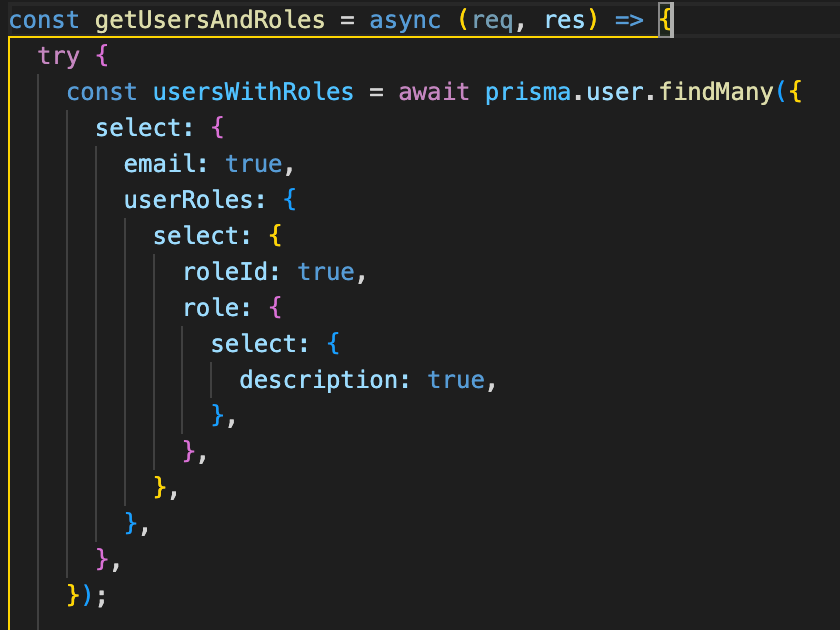 const getUsersAndRoles = async (req, res) => {
  try {
    const usersWithRoles = await prisma.user.findMany({
      select: {
        email: true,
        userRoles: {
          select: {
            roleId: true,
            role: {
              select: {
                description: true,
              },
            },
          },
        },
      },
    });